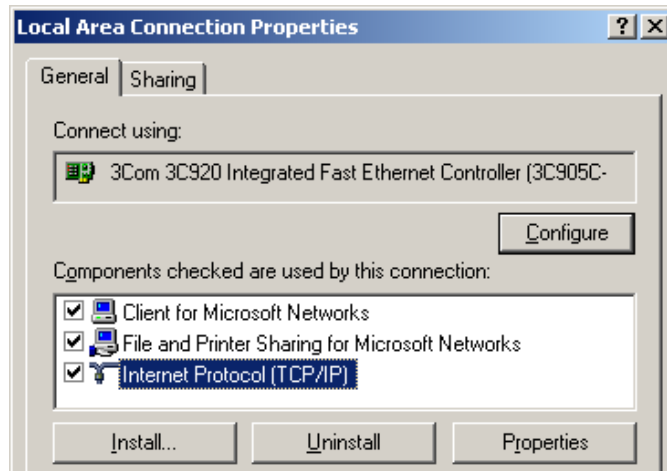 Local Area Connection Properties
General Sharing
Connect using:
3Com 3C920 Integrated Fast Ethernet Controller (3C905C-
Configure
Components checked are used by this connection:
Client for Microsoft Networks
File and Printer Sharing for Microsoft Networks
Internet Protocol (TCP/IP)
Install... Uninstall Properties